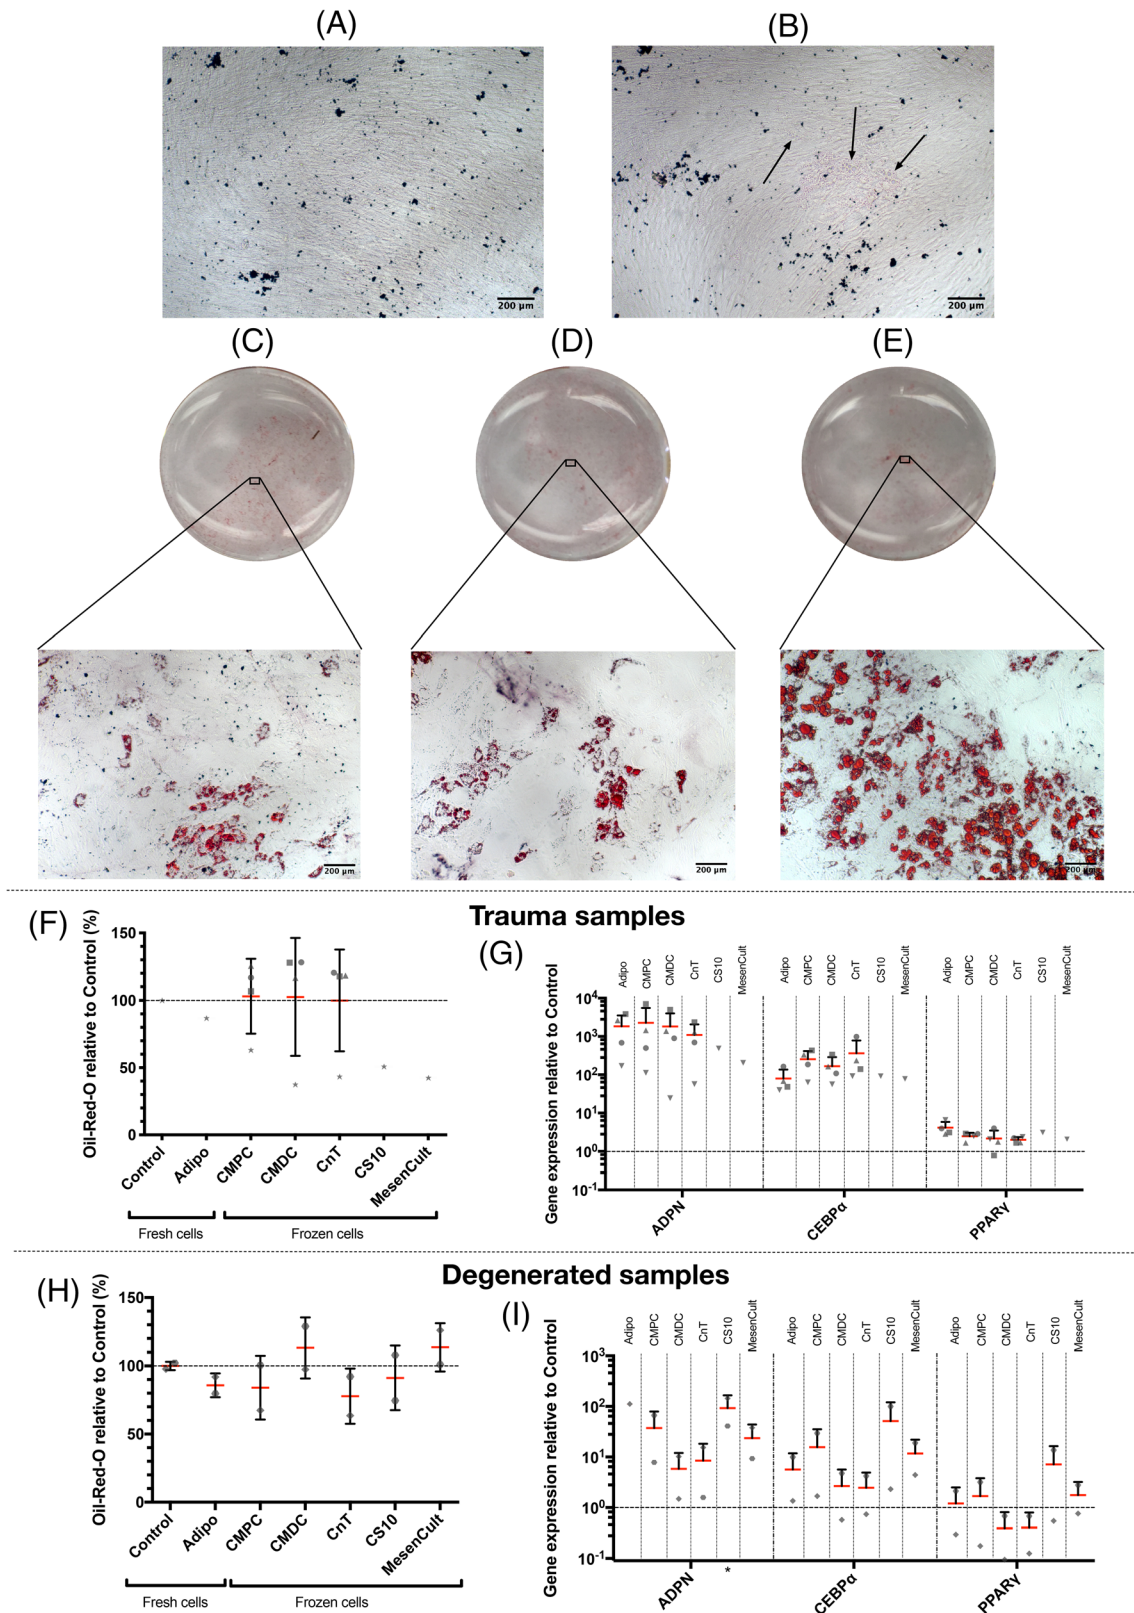 (A)
(B)
200 µm
200 µm
(C)
(D)
(E)
200 µm
200 µm
200 µm
Trauma samples
(F)
Oil-Red-O relative to Control (%)
150
100
50
0
Control
Adipo
CMPC
CMDC
CnT
CS10
MesenCult
Fresh cells
Frozen cells
(G)
Gene expression relative to Control
Adipo
CMPC
CMDC
CnT
CS10
MesenCult
Adipo
CMPC
CMDC
CnT
CS10
MesenCult
Adipo
CMPC
CMDC
CnT
CS10
MesenCult
10⁴
10³
10²
10¹
10⁰
10⁻¹
ADPN
CEBPα
PPARγ
Degenerated samples
(H)
Oil-Red-O relative to Control (%)
150
100
50
0
Control
Adipo
CMPC
CMDC
CnT
CS10
MesenCult
Fresh cells
Frozen cells
(I)
Gene expression relative to Control
Adipo
CMPC
CMDC
CnT
CS10
MesenCult
Adipo
CMPC
CMDC
CnT
CS10
MesenCult
Adipo
CMPC
CMDC
CnT
CS10
MesenCult
10³
10²
10¹
10⁰
10⁻¹
ADPN
*
CEBPα
PPARγ